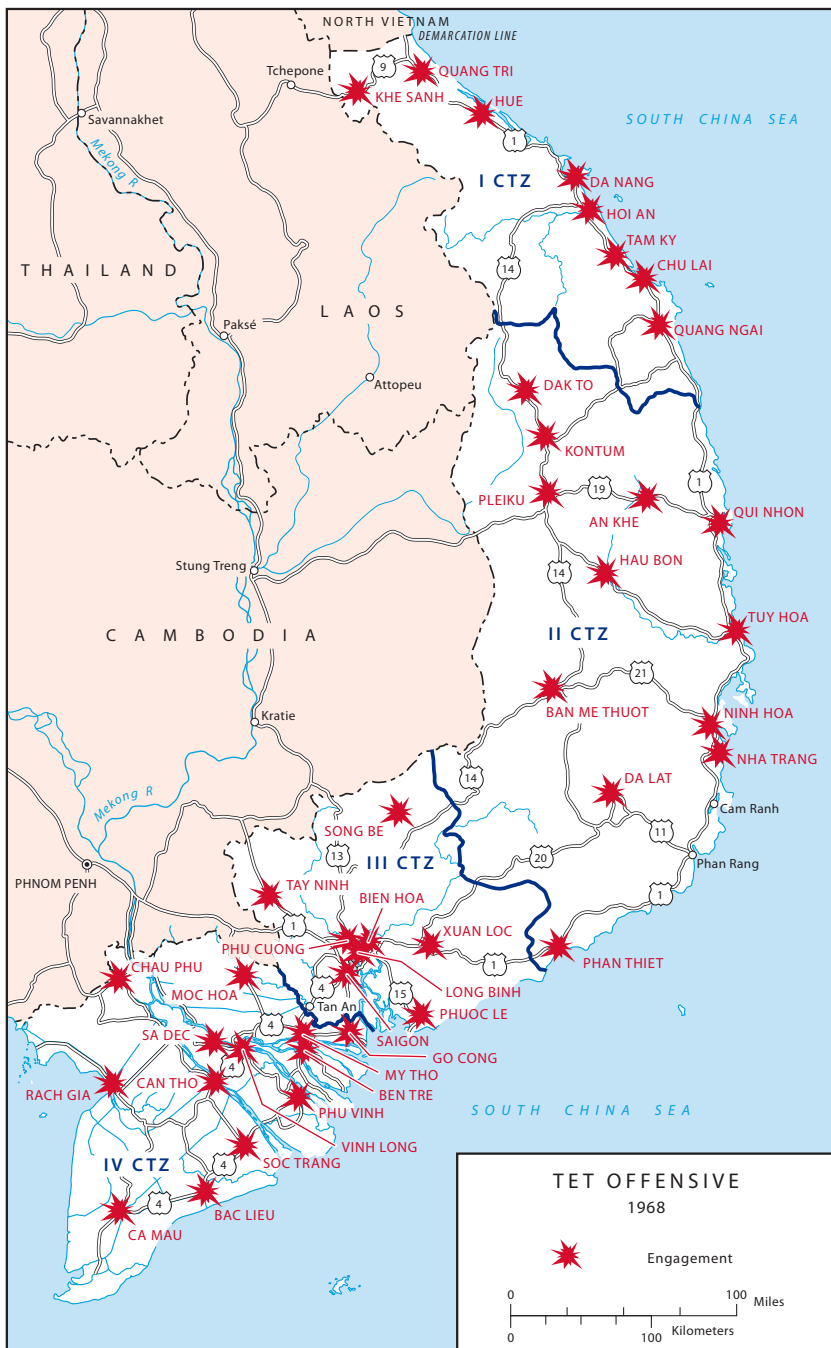 NORTH VIETNAM
DEMARCATION LINE
9
QUANG TRI
Tchepone
KHE SANH
HUE
Savannakhet
SOUTH CHINA SEA
1
Mekong R
I CTZ
DA NANG
HOI AN
TAM KY
THAILAND
14
CHU LAI
LAOS
Paksé
QUANG NGAI
Attopeu
DAK TO
KONTUM
PLEIKU
19
1
AN KHE
QUI NHON
Stung Treng
HAU BON
14
TUY HOA
CAMBODIA
II CTZ
21
BAN ME THUOT
Kratie
NINHHOA
NHA TRANG
14
DA LAT
Mekong R
Cam Ranh
SONG BE
11
13
III CTZ
20
Phan Rang
PHNOM PENH
TAY NINH
BIEN HOA
1
1
PHU CUONG
XUAN LOC
PHAN THIET
CHAU PHU
1
MOC HOA
4
LONG BINH
15
Tan An
PHUOC LE
SA DEC
4
SAIGON
GO CONG
4
MY THO
RACH GIA
CAN THO
BEN TRE
PHU VINH
SOUTH CHINA SEA
VINH LONG
IV CTZ
4
SOC TRANG
4
BAC LIEU
CA MAU
TET OFFENSIVE
1968
Engagement
0 100 Miles
0 100 Kilometers